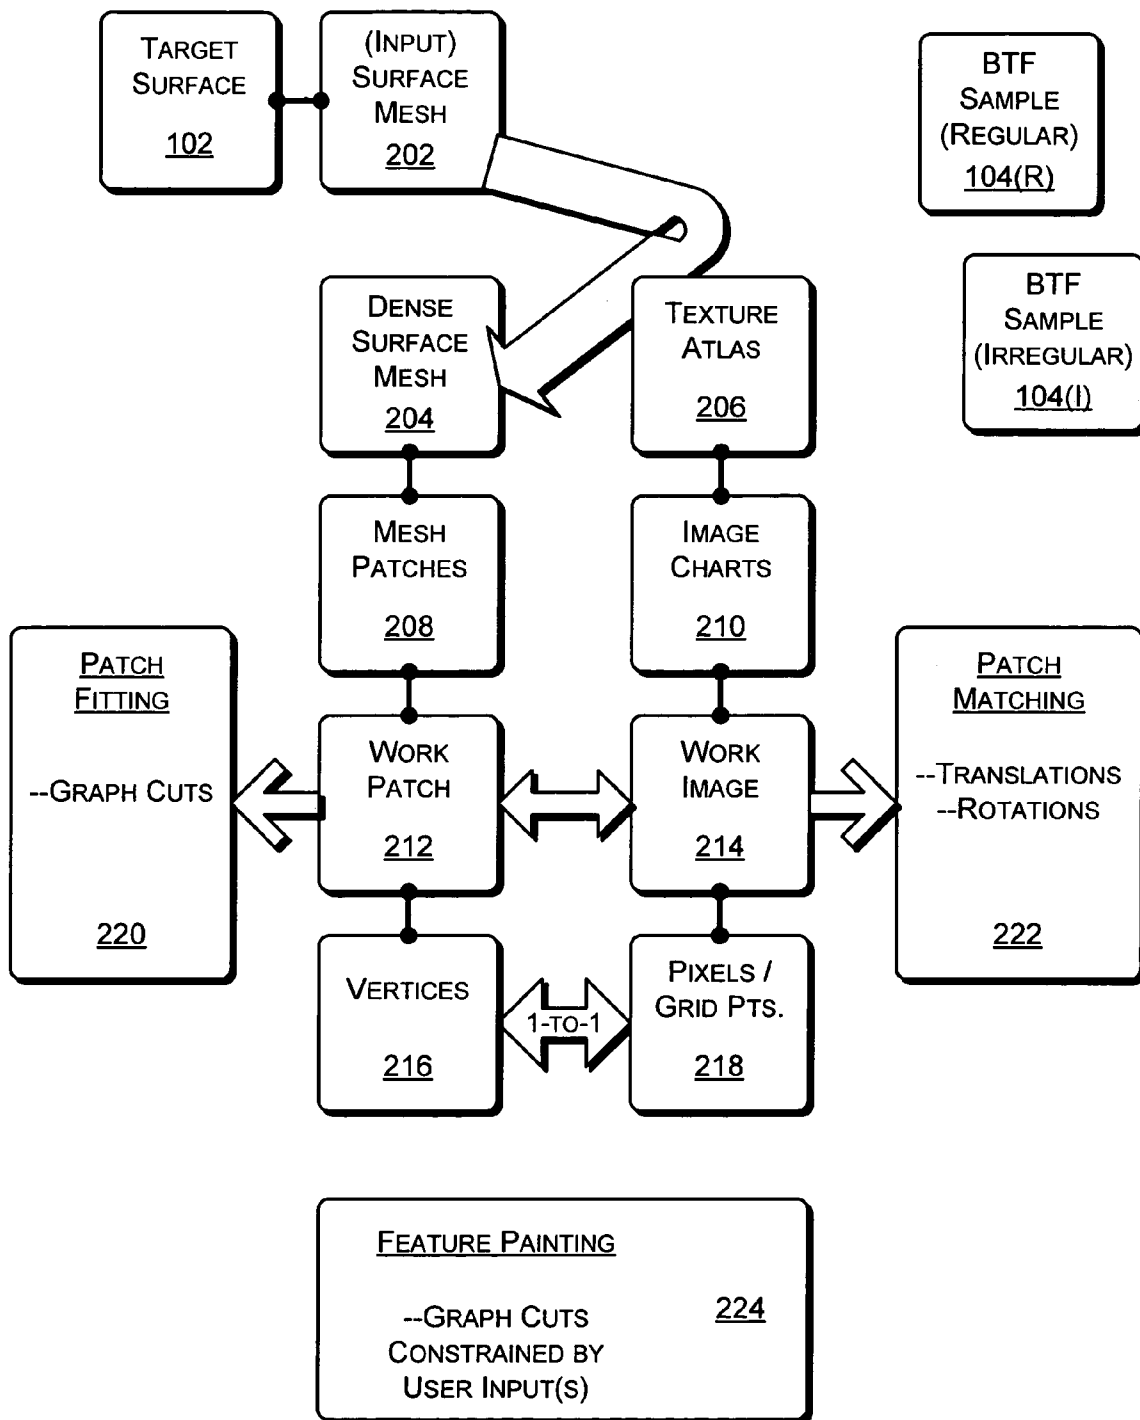 TARGET
SURFACE
102
(INPUT)
SURFACE
MESH
202
BTF
SAMPLE
(REGULAR)
104(R)
BTF
SAMPLE
(IRREGULAR)
104(I)
DENSE
SURFACE
MESH
204
TEXTURE
ATLAS
206
MESH
PATCHES
208
IMAGE
CHARTS
210
PATCH
FITTING
--GRAPH CUTS
220
WORK
PATCH
212
WORK
IMAGE
214
PATCH
MATCHING
--TRANSLATIONS
--ROTATIONS
222
VERTICES
216
1-TO-1
PIXELS /
GRID PTS.
218
FEATURE PAINTING
--GRAPH CUTS
CONSTRAINED BY
USER INPUT(S)
224